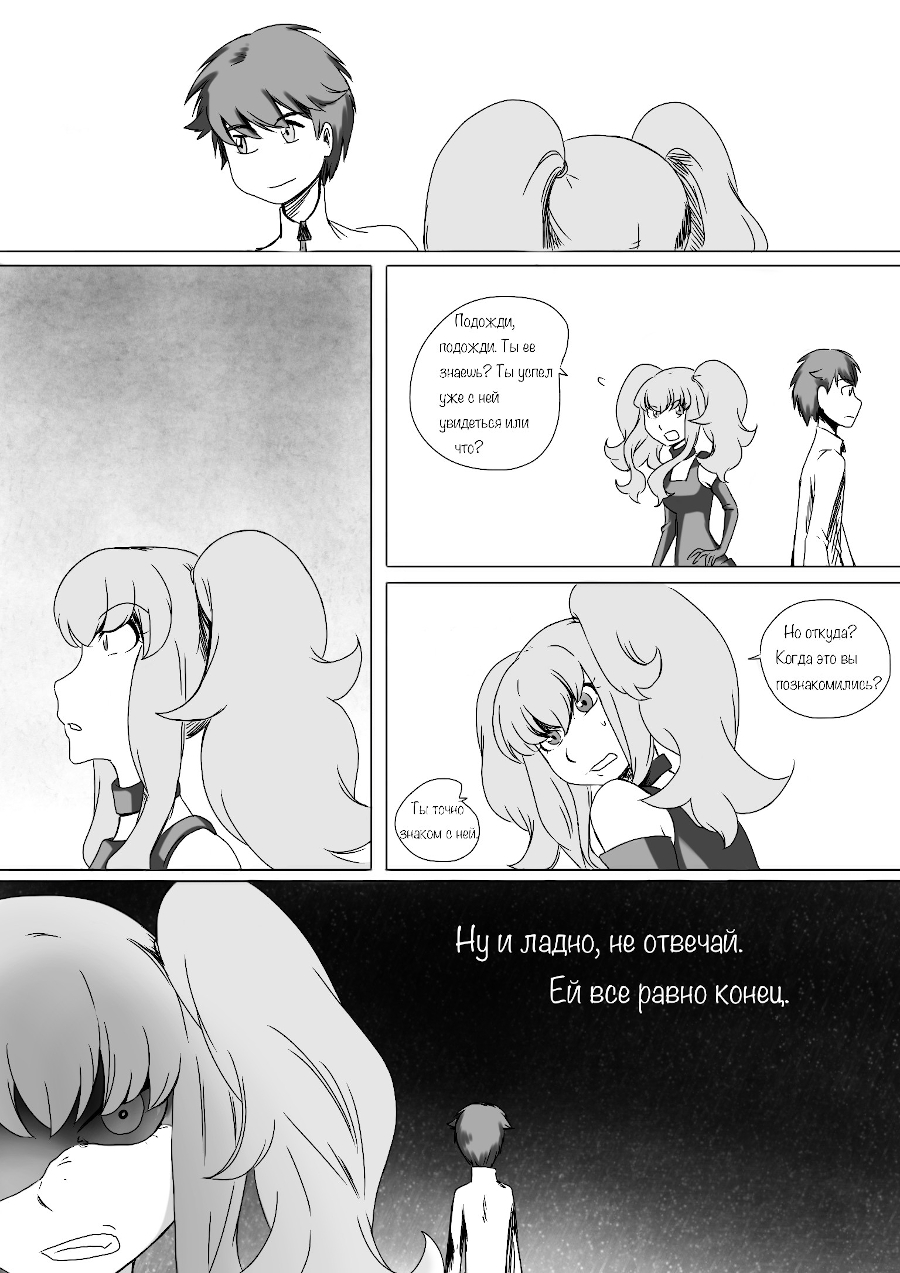 Подожди,
подожди. Ты ее
знаешь? Ты успел
уже с ней
увидеться или
что?
Но откуда?
Когда это вы
познакомились?
Ты точно
знаком с ней.
Ну и ладно, не отвечай.
Ей все равно конец.